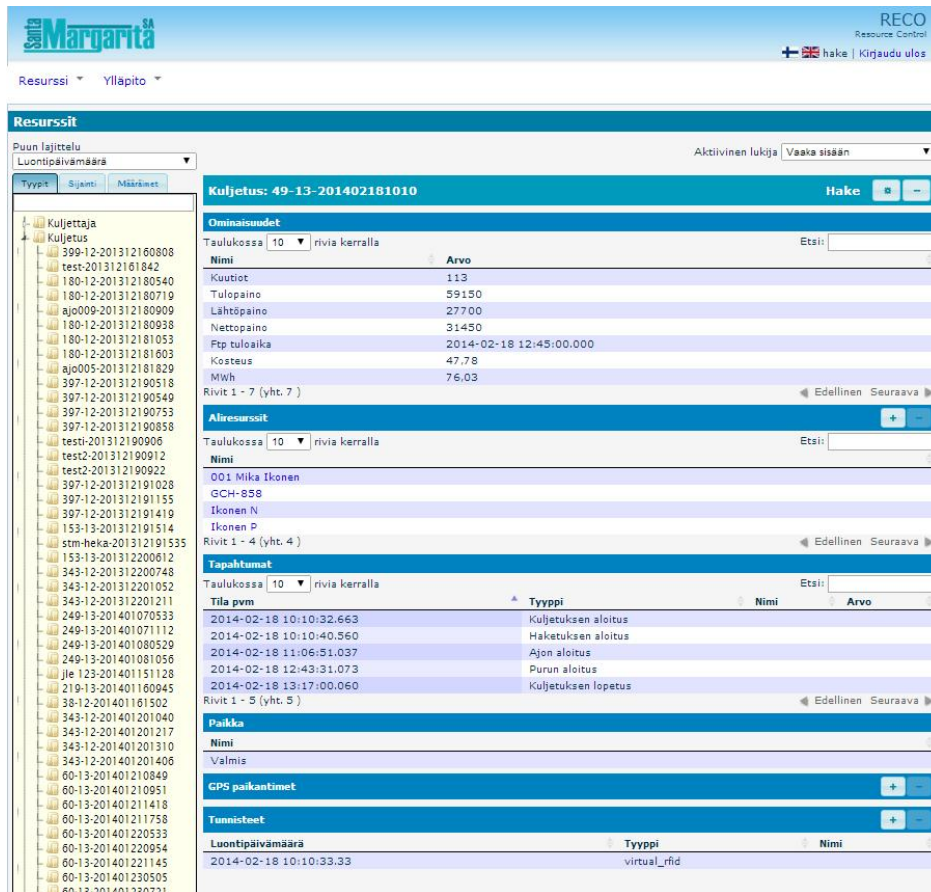 Santa Margarita SA
RECO
Resource Control
hake | Kirjaudu ulos
Resurssi Ylläpito
Resurssit
Puun lajittelu
Luontipäivämäärä
Aktiivinen lukija Vaaka sisään
Tyypit Sijainti Määräimet
Kuljettaja
Kuljetus
399-12-201312160808
test-201312161842
180-12-201312180540
180-12-201312180719
ajo009-201312180909
180-12-201312180938
180-12-201312181053
180-12-201312181603
ajo005-201312181829
397-12-201312190518
397-12-201312190549
397-12-201312190753
397-12-201312190858
testi-201312190906
test2-201312190912
test2-201312190922
397-12-201312191028
397-12-201312191155
397-12-201312191419
153-13-201312191514
stm-heka-201312191535
153-13-201312200612
343-12-201312200748
343-12-201312201052
343-12-201312201211
249-13-201401070533
249-13-201401071112
249-13-201401080529
249-13-201401081056
jle 123-201401151128
219-13-201401160945
38-12-201401161502
343-12-201401201040
343-12-201401201217
343-12-201401201310
343-12-201401201406
60-13-201401210849
60-13-201401210951
60-13-201401211418
60-13-201401211758
60-13-201401220533
60-13-201401220954
60-13-201401221145
60-13-201401230505
60-13-201401230721
Kuljetus: 49-13-201402181010 Hake
Ominaisuudet
Taulukossa 10 rivia kerralla Etsi:
Nimi Arvo
Kuutiot 113
Tulopaino 59150
Lähtöpaino 27700
Nettopaino 31450
Ftp tuloaika 2014-02-18 12:45:00.000
Kosteus 47,78
MWh 76,03
Rivit 1 - 7 (yht. 7 ) Edellinen Seuraava
Aliresurssit + -
Taulukossa 10 rivia kerralla Etsi:
Nimi
001 Mika Ikonen
GCH-858
Ikonen N
Ikonen P
Rivit 1 - 4 (yht. 4 ) Edellinen Seuraava
Tapahtumat
Taulukossa 10 rivia kerralla Etsi:
Tila pvm Tyyppi Nimi Arvo
2014-02-18 10:10:32.663 Kuljetuksen aloitus
2014-02-18 10:10:40.560 Haketuksen aloitus
2014-02-18 11:06:51.037 Ajon aloitus
2014-02-18 12:43:31.073 Purun aloitus
2014-02-18 13:17:00.060 Kuljetuksen lopetus
Rivit 1 - 5 (yht. 5 ) Edellinen Seuraava
Paikka
Nimi
Valmis
GPS paikantimet + -
Tunnisteet + -
Luontipäivämäärä Tyyppi Nimi
2014-02-18 10:10:33.33 virtual_rfid